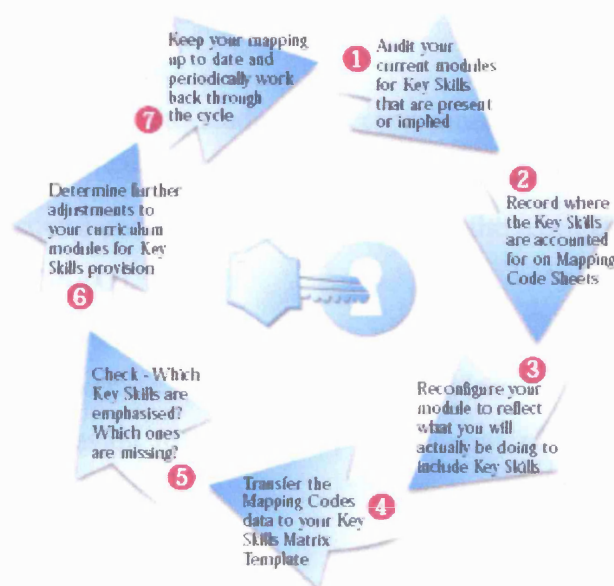 1
Audit your
current modules
for Key Skills
that are present
or implied
2
Record where
the Key Skills
are accounted
for on Mapping
Code Sheets
3
Reconfigure your
module to reflect
what you will
actually be doing to
include Key Skills
4
Transfer the
Mapping Codes
data to your Key
Skills Matrix
Template
5
Check - Which
Key Skills are
emphasised?
Which ones
are missing?
6
Determine further
adjustments to
your curriculum
modules for Key
Skills provision
7
Keep your mapping
up to date and
periodically work
back through
the cycle